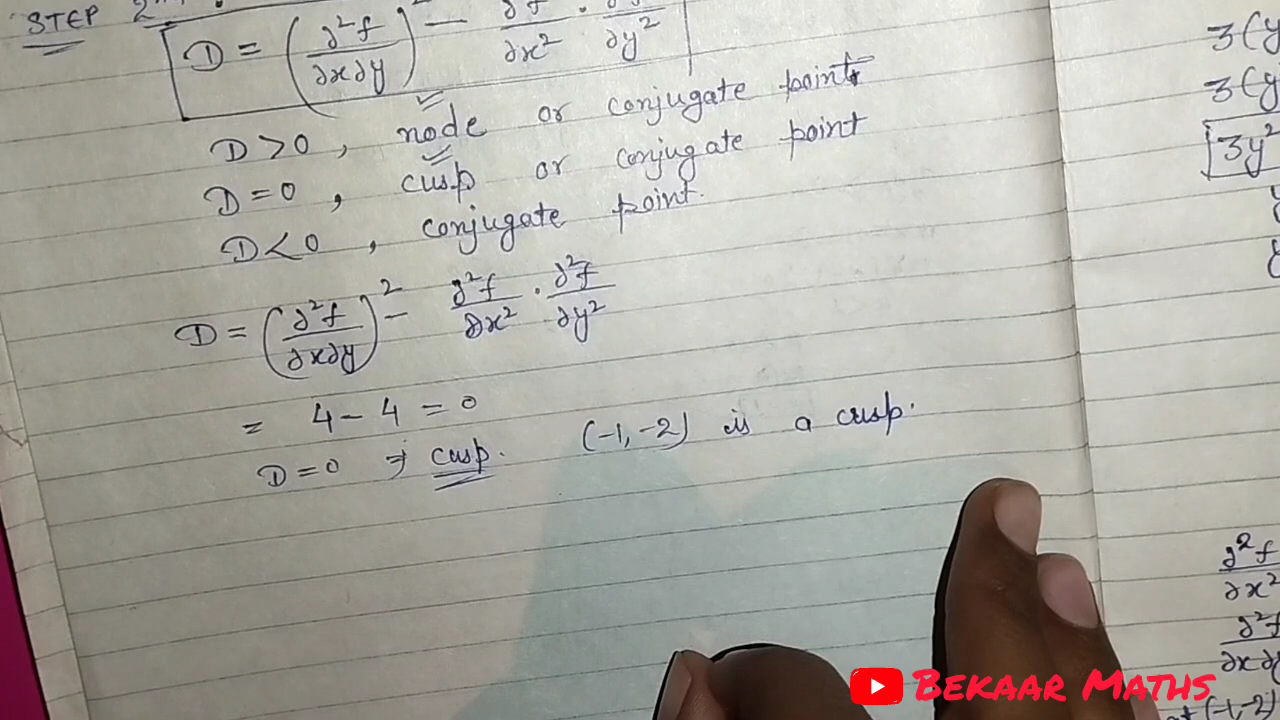 STEP 2nd
D = (∂²f/∂x∂y)² − ∂²f/∂x² · ∂²f/∂y²
D > 0 , node or conjugate point
D = 0 , cusp or conjugate point
D < 0 , conjugate point.
D = (∂²f/∂x∂y)² − ∂²f/∂x² · ∂²f/∂y²
= 4 − 4 = 0
D = 0 ⇒ cusp. (−1, −2) is a cusp.
3(y
3(y
3y²
∂²f
∂x²
∂²f
∂x∂y
(−1, −2)
BEKAAR MATHS